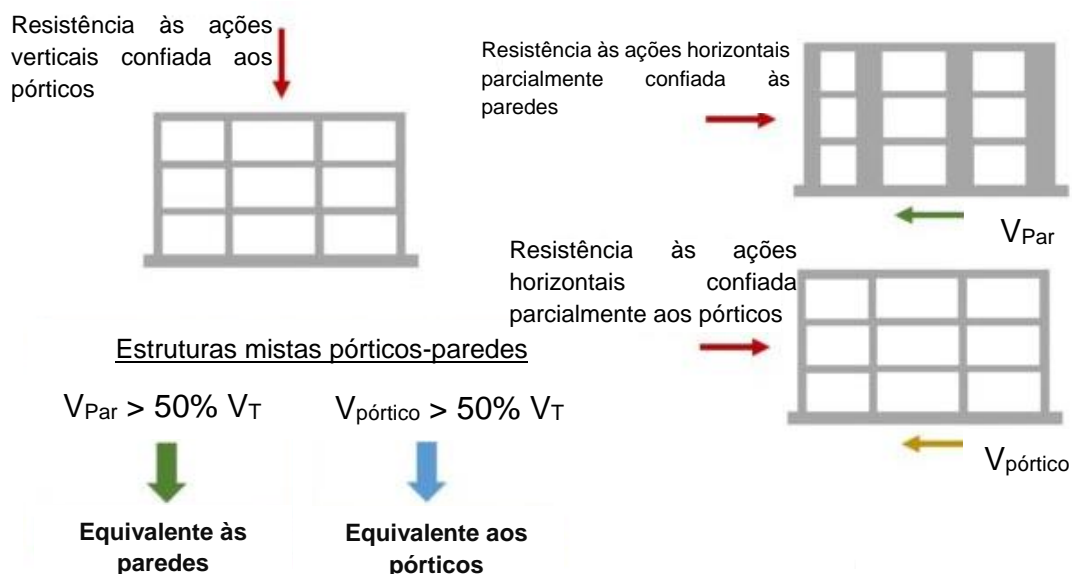 Resistência às ações
verticais confiada aos
pórticos
Resistência às ações horizontais
parcialmente confiada às
paredes
VPar
Resistência às ações
horizontais confiada
parcialmente aos pórticos
Vpórtico
Estruturas mistas pórticos-paredes
VPar > 50% VT
Vpórtico > 50% VT
Equivalente às
paredes
Equivalente aos
pórticos